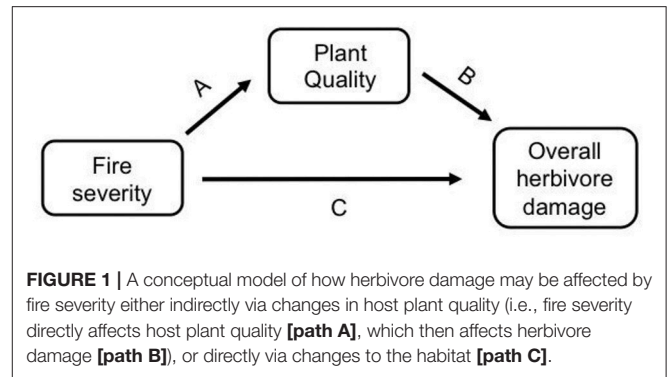 Plant
Quality
A
B
Fire
severity
Overall
herbivore
damage
C
FIGURE 1 | A conceptual model of how herbivore damage may be affected by
fire severity either indirectly via changes in host plant quality (i.e., fire severity
directly affects host plant quality [path A], which then affects herbivore
damage [path B]), or directly via changes to the habitat [path C].